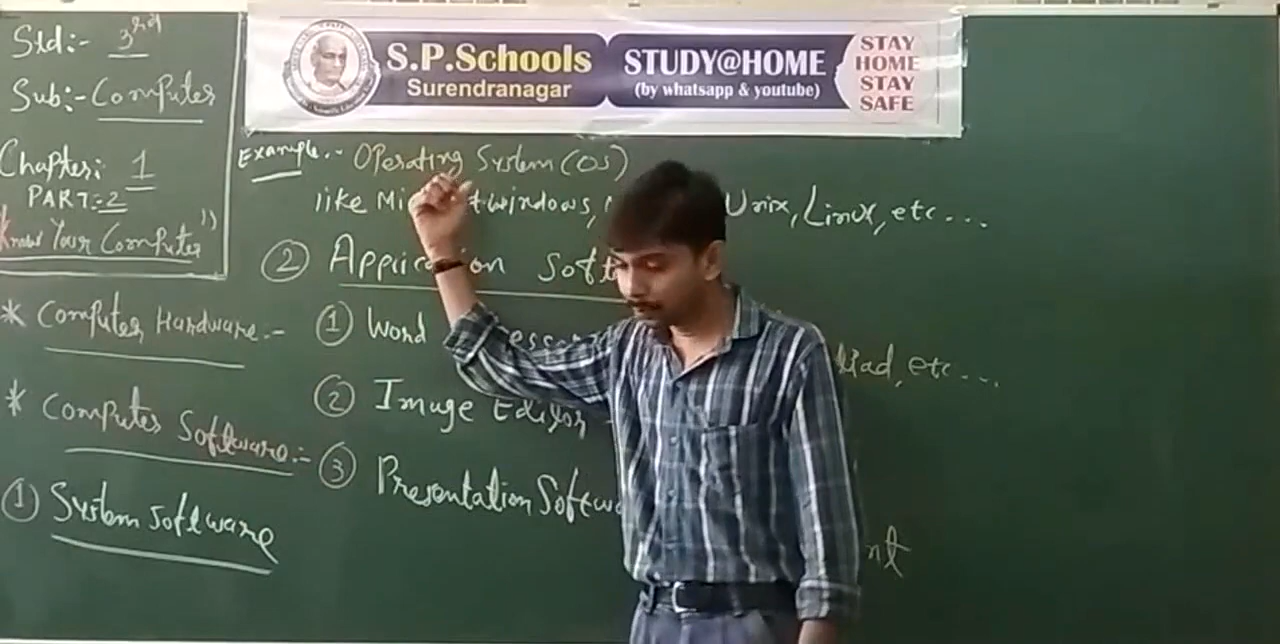 Std:- 3rd
Sub:- Computer
Chapter: 1
PART:-2
Know Your Computer"
* Computer Hardware:-
* Computer Software:-
① System Software
S.P.Schools
Surendranagar
STUDY@HOME
(by whatsapp & youtube)
STAY
HOME
STAY
SAFE
Example:- Operating System (OS)
like windows, Unix, Linux, etc...
② Application
① Word etc...
② Image Editor
③ Presentation